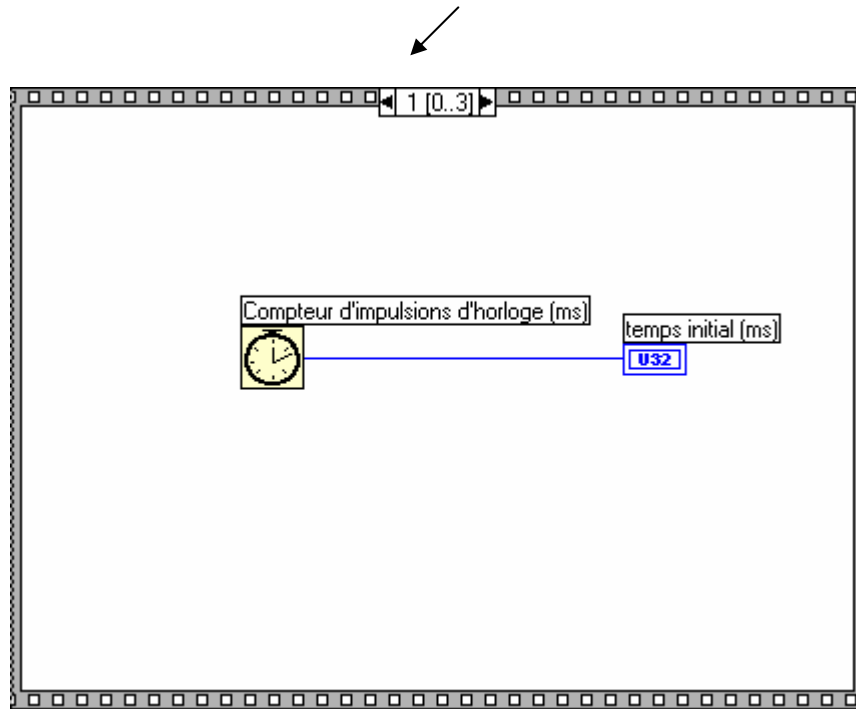 1 [0..3]
Compteur d'impulsions d'horloge (ms)
temps initial (ms)
U32